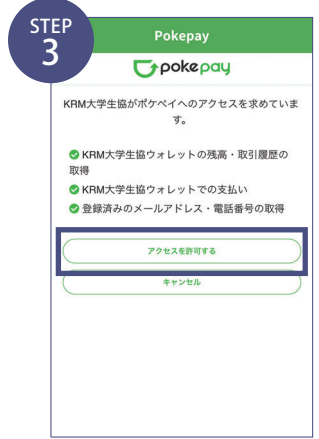 STEP
3
Pokepay
pokepay
KRM大学生協がポケペイへのアクセスを求めていま
す。
KRM大学生協ウォレットの残高・取引履歴の
取得
KRM大学生協ウォレットでの支払い
登録済みのメールアドレス・電話番号の取得
アクセスを許可する
キャンセル